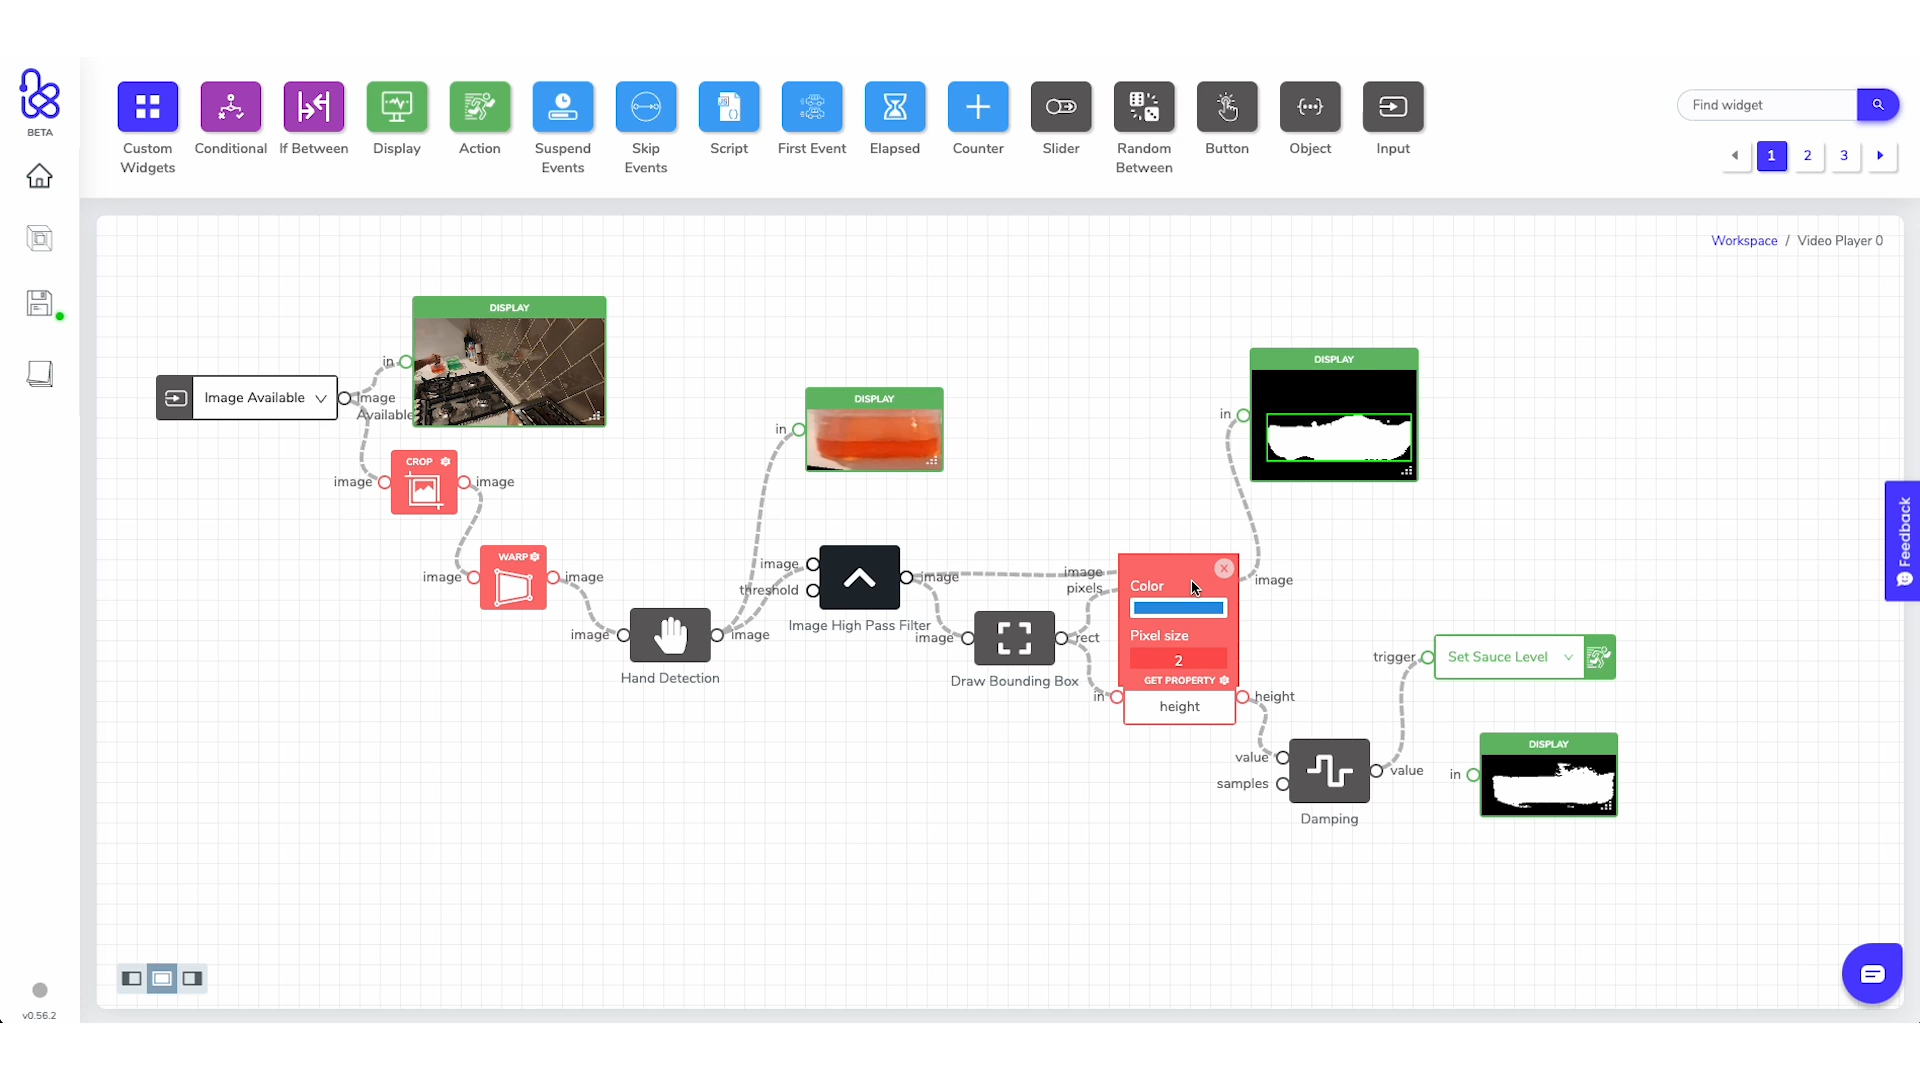 BETA
Custom
Widgets
Conditional
If Between
Display
Action
Suspend
Events
Skip
Events
Script
First Event
Elapsed
Counter
Slider
Random
Between
Button
Object
Input
Find widget
1
2
3
Workspace / Video Player 0
DISPLAY
in
Image Available
Image
Available
CROP
image
image
WARP
image
image
image
image
Hand Detection
DISPLAY
in
image
threshold
image
Image High Pass Filter
image
rect
Draw Bounding Box
image
pixels
Color
Pixel size
2
image
GET PROPERTY
in
height
height
DISPLAY
in
value
samples
value
Damping
trigger
Set Sauce Level
DISPLAY
in
Feedback
v0.56.2